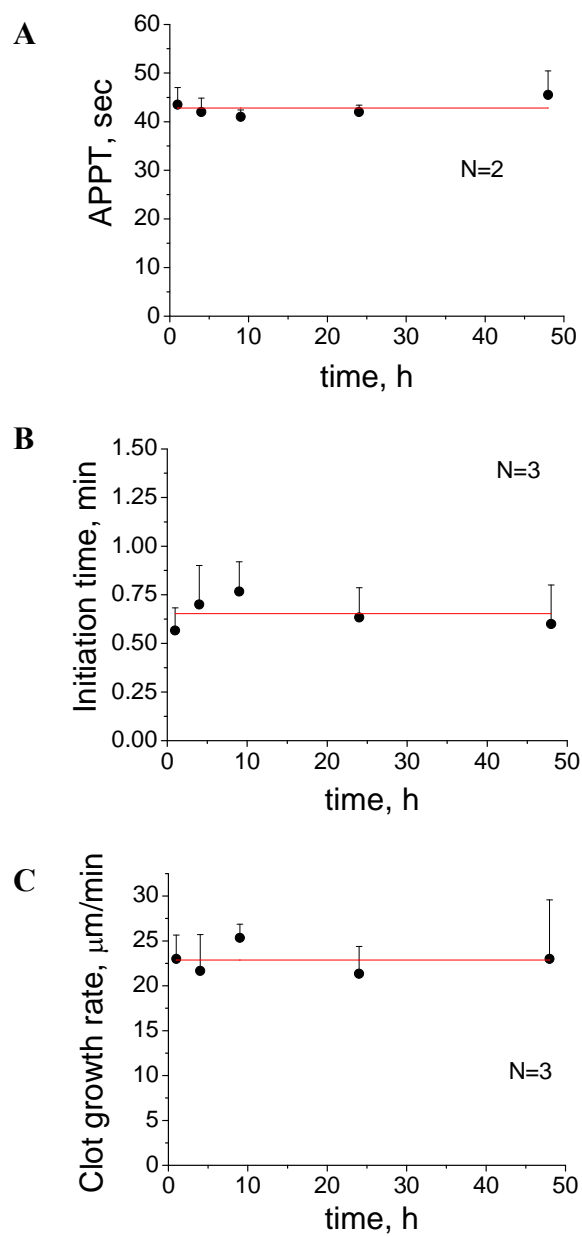 A
APPT, sec
60
50
40
30
20
10
0
N=2
0 10 20 30 40 50
time, h
B
Initiation time, min
1.50
1.25
1.00
0.75
0.50
0.25
0.00
N=3
0 10 20 30 40 50
time, h
C
Clot growth rate, μm/min
30
25
20
15
10
5
0
N=3
0 10 20 30 40 50
time, h